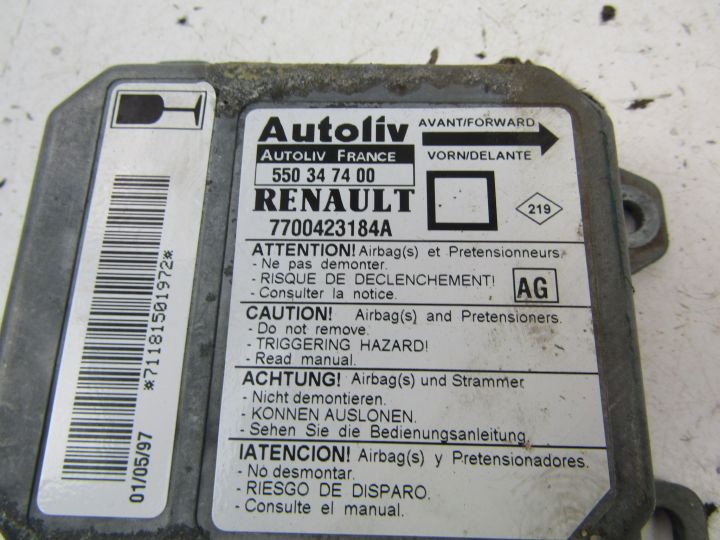 Autoliv
AVANT/FORWARD
AUTOLIV FRANCE
VORN/DELANTE
550 34 74 00
RENAULT
219
7700423184A
ATTENTION! Airbag(s) et Pretensionneurs.
- Ne pas demonter.
- RISQUE DE DECLENCHEMENT!
- Consulter la notice.
AG
CAUTION! Airbag(s) and Pretensioners.
- Do not remove.
- TRIGGERING HAZARD!
- Read manual.
ACHTUNG! Airbag(s) und Strammer
- Nicht demontieren.
- KONNEN AUSLONEN.
- Sehen Sie die Bedienungsanleitung
IATENCION! Airbag(s) y Pretensionadores.
- No desmontar.
- RIESGO DE DISPARO.
- Consulte el manual.
*71181501972*
01/05/97